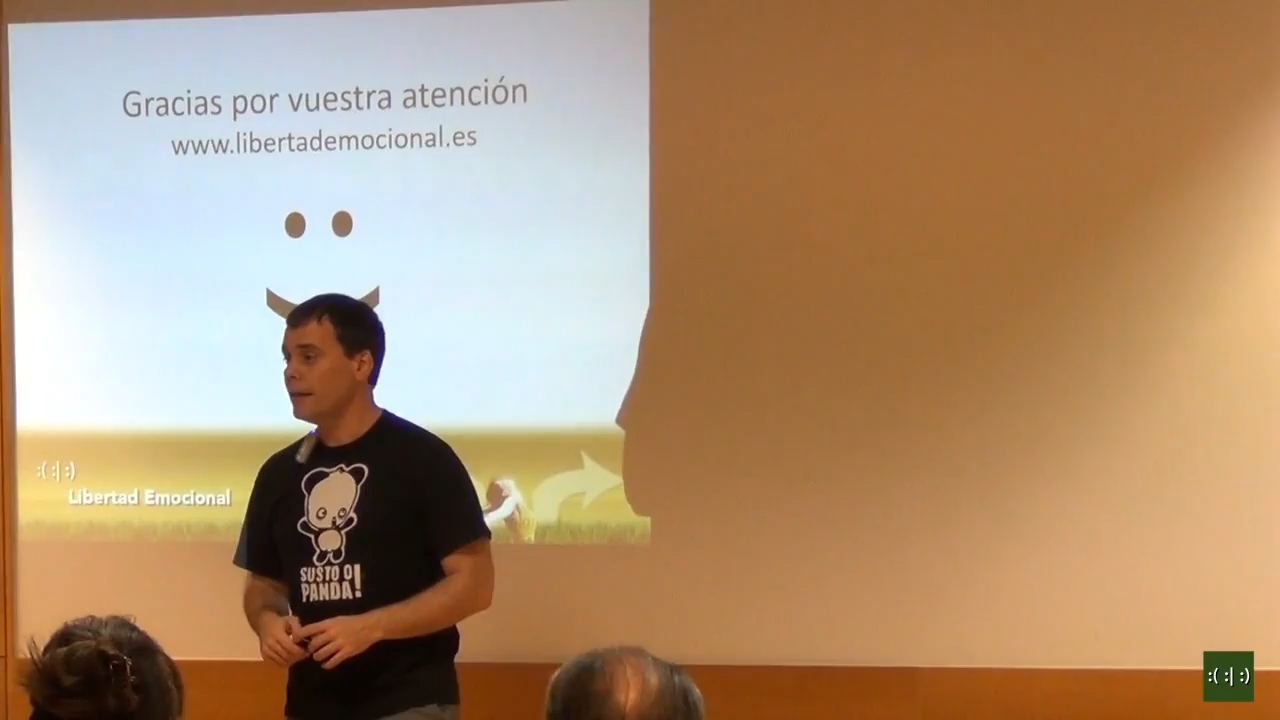 Gracias por vuestra atención
www.libertademocional.es
:( :| :)
Libertad Emocional
SUSTO O
PANDA!
:( :| :)